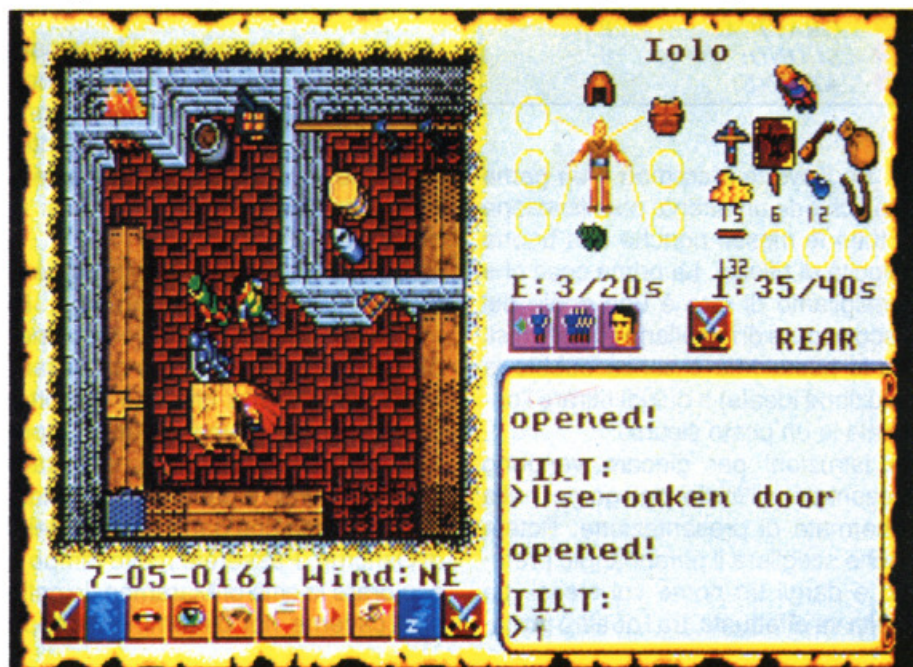 Iolo
15 6 12
132
E:3/20s I:35/40s
REAR
opened!
TILT:
>Use oaken door
opened!
TILT:
>+
7-05-0161 Wind:NE
z